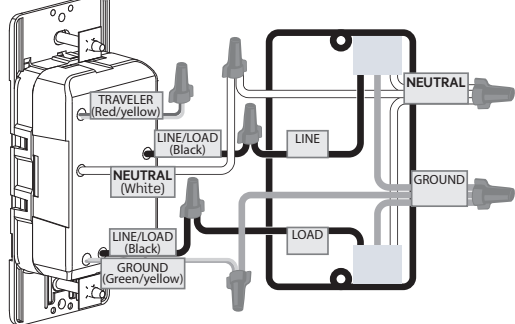 TRAVELER
(Red/yellow)
LINE/LOAD
(Black)
NEUTRAL
(White)
LINE/LOAD
(Black)
GROUND
(Green/yellow)
LINE
LOAD
NEUTRAL
GROUND